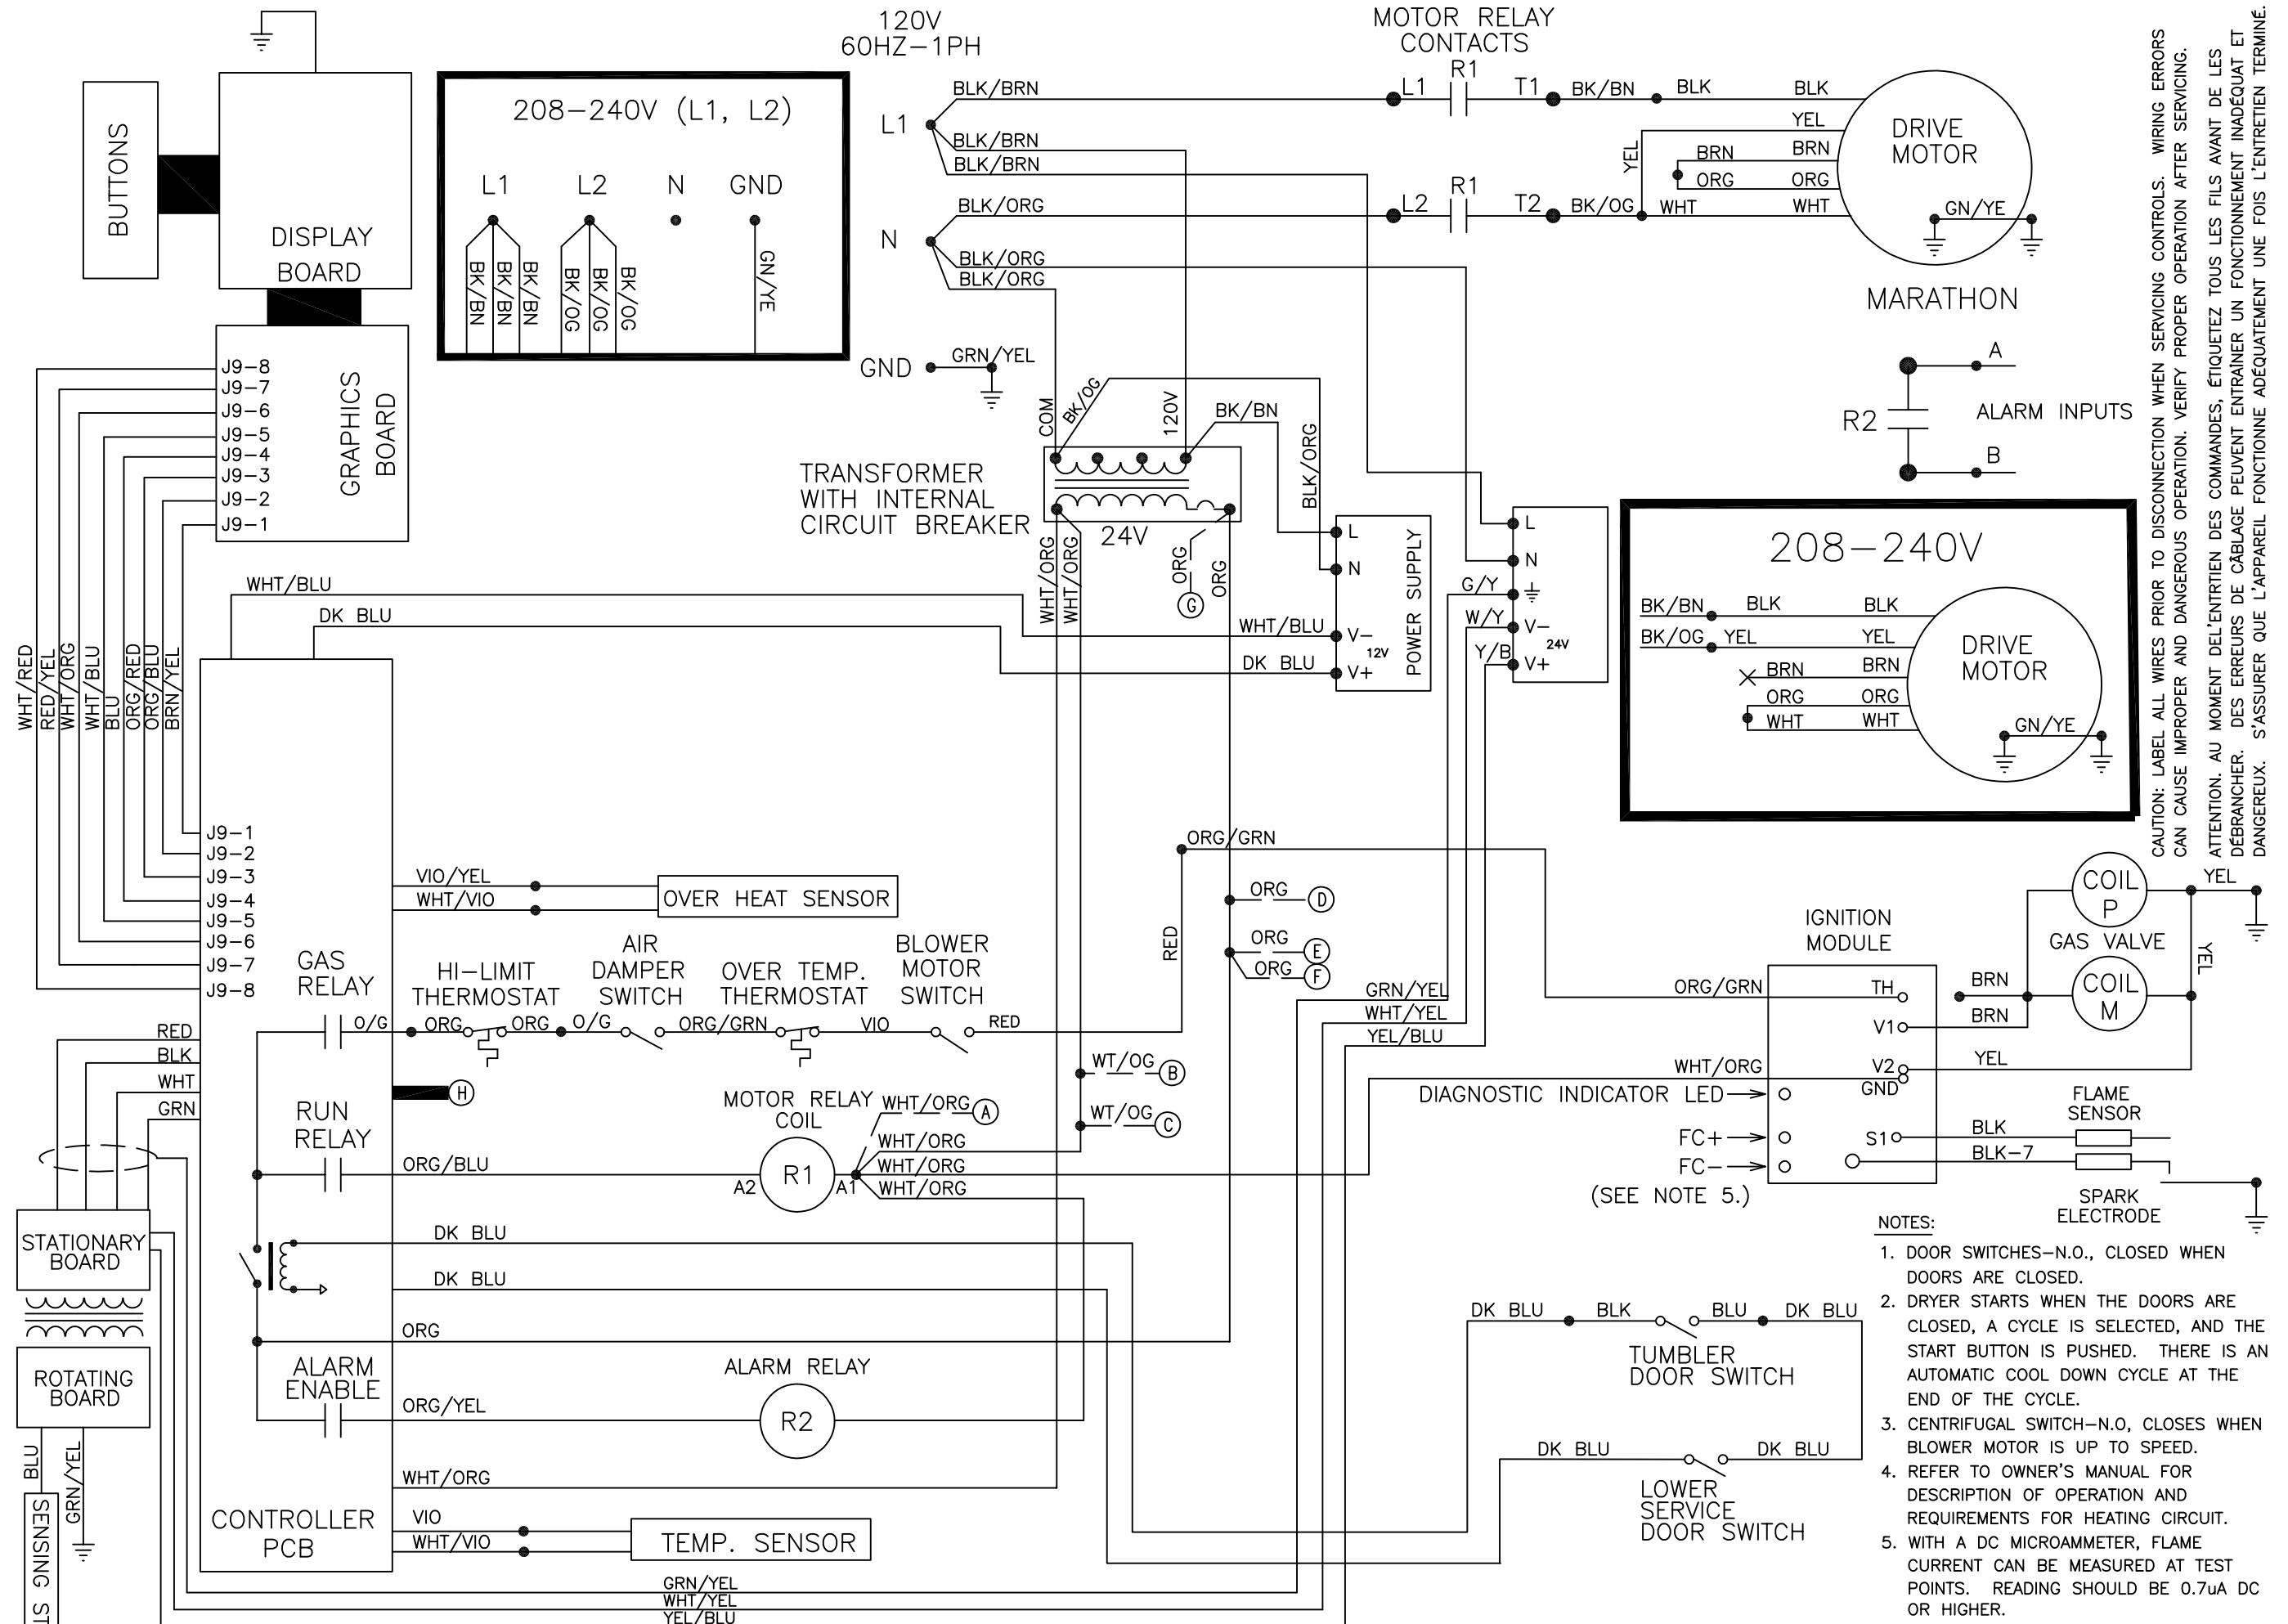 120V
60HZ-1PH
MOTOR RELAY
CONTACTS
BUTTONS
DISPLAY
BOARD
208-240V (L1, L2)
L1 L2 N GND
BK/BN
BK/BN
BK/BN
BK/OG
BK/OG
BK/OG
GN/YE
L1
BLK/BRN
BLK/BRN
BLK/BRN
N
BLK/ORG
BLK/ORG
BLK/ORG
GND GRN/YEL
L1 R1 T1 BK/BN BLK BLK
YEL
YEL
BRN BRN
ORG ORG
L2 R1 T2 BK/OG WHT WHT
DRIVE
MOTOR
GN/YE
MARATHON
A
R2 ALARM INPUTS
B
CAUTION: LABEL ALL WIRES PRIOR TO DISCONNECTION WHEN SERVICING CONTROLS. WIRING ERRORS
CAN CAUSE IMPROPER AND DANGEROUS OPERATION. VERIFY PROPER OPERATION AFTER SERVICING.
ATTENTION. AU MOMENT DEL'ENTRETIEN DES COMMANDES, ÉTIQUETEZ TOUS LES FILS AVANT DE LES
DÉBRANCHER. DES ERREURS DE CÂBLAGE PEUVENT ENTRAÎNER UN FONCTIONNEMENT INADÉQUAT ET
DANGEREUX. S'ASSURER QUE L'APPAREIL FONCTIONNE ADÉQUATEMENT UNE FOIS L'ENTRETIEN TERMINÉ.
J9-8
J9-7
J9-6
J9-5
J9-4
J9-3
J9-2
J9-1
GRAPHICS
BOARD
COM
BK/OG
120V
BK/BN
BLK/ORG
TRANSFORMER
WITH INTERNAL
CIRCUIT BREAKER
24V
WHT/ORG
WHT/ORG
ORG
G
ORG
L
N
V-
12V
V+
POWER SUPPLY
WHT/BLU
DK BLU
L
N
G/Y
W/Y V-
24V
Y/B V+
208-240V
BK/BN BLK BLK
BK/OG YEL YEL
BRN BRN
ORG ORG
WHT WHT
DRIVE
MOTOR
GN/YE
WHT/BLU
DK BLU
WHT/RED
RED/YEL
WHT/ORG
WHT/BLU
BLU
ORG/RED
ORG/BLU
BRN/YEL
J9-1
J9-2
J9-3
J9-4
J9-5
J9-6
J9-7
J9-8
VIO/YEL
WHT/VIO
OVER HEAT SENSOR
ORG/GRN
RED
ORG D
ORG E
ORG F
GAS
RELAY
HI-LIMIT
THERMOSTAT
AIR
DAMPER
SWITCH
OVER TEMP.
THERMOSTAT
BLOWER
MOTOR
SWITCH
O/G ORG ORG O/G ORG/GRN VIO RED
GRN/YEL
WHT/YEL
YEL/BLU
H
WT/OG B
WT/OG C
RED
BLK
WHT
GRN
RUN
RELAY
ORG/BLU
MOTOR RELAY
COIL
A2 R1 A1
WHT/ORG A
WHT/ORG
WHT/ORG
WHT/ORG
IGNITION
MODULE
ORG/GRN TH
V1
V2
WHT/ORG GND
DIAGNOSTIC INDICATOR LED
FC+
FC-
(SEE NOTE 5.)
S1
COIL
P
GAS VALVE
COIL
M
YEL
YEL
BRN
BRN
YEL
FLAME
SENSOR
BLK
BLK-7
SPARK
ELECTRODE
STATIONARY
BOARD
ROTATING
BOARD
BLU
GRN/YEL
SENSING ST
DK BLU
DK BLU
ORG
ALARM
ENABLE
ORG/YEL
ALARM RELAY
R2
WHT/ORG
CONTROLLER
PCB
VIO
WHT/VIO
TEMP. SENSOR
GRN/YEL
WHT/YEL
YEL/BLU
DK BLU BLK BLU DK BLU
TUMBLER
DOOR SWITCH
DK BLU DK BLU
LOWER
SERVICE
DOOR SWITCH
NOTES:
1. DOOR SWITCHES-N.O., CLOSED WHEN
DOORS ARE CLOSED.
2. DRYER STARTS WHEN THE DOORS ARE
CLOSED, A CYCLE IS SELECTED, AND THE
START BUTTON IS PUSHED. THERE IS AN
AUTOMATIC COOL DOWN CYCLE AT THE
END OF THE CYCLE.
3. CENTRIFUGAL SWITCH-N.O, CLOSES WHEN
BLOWER MOTOR IS UP TO SPEED.
4. REFER TO OWNER'S MANUAL FOR
DESCRIPTION OF OPERATION AND
REQUIREMENTS FOR HEATING CIRCUIT.
5. WITH A DC MICROAMMETER, FLAME
CURRENT CAN BE MEASURED AT TEST
POINTS. READING SHOULD BE 0.7uA DC
OR HIGHER.